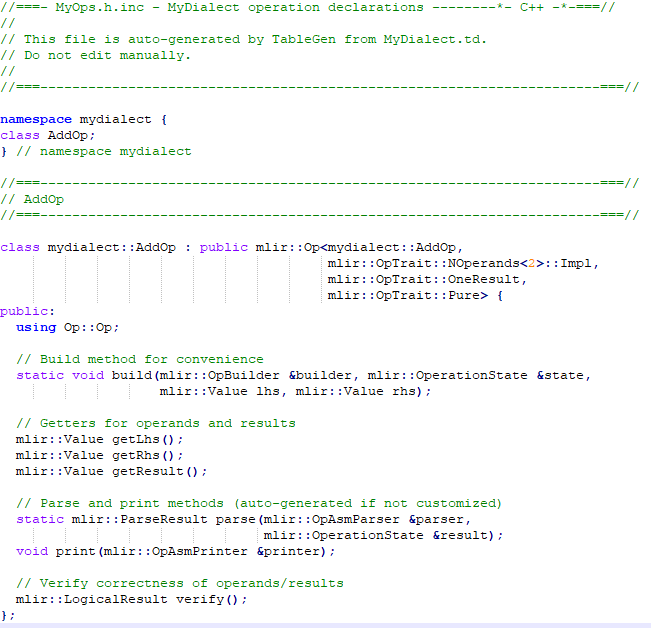 //===- MyOps.h.inc - MyDialect operation declarations --------*- C++ -*-===//
//
// This file is auto-generated by TableGen from MyDialect.td.
// Do not edit manually.
//
//===----------------------------------------------------------------------===//
namespace mydialect {
class AddOp;
} // namespace mydialect
//===----------------------------------------------------------------------===//
// AddOp
//===----------------------------------------------------------------------===//
class mydialect::AddOp : public mlir::Op<mydialect::AddOp,
                                         mlir::OpTrait::NOperands<2>::Impl,
                                         mlir::OpTrait::OneResult,
                                         mlir::OpTrait::Pure> {
public:
  using Op::Op;
  // Build method for convenience
  static void build(mlir::OpBuilder &builder, mlir::OperationState &state,
                    mlir::Value lhs, mlir::Value rhs);
  // Getters for operands and results
  mlir::Value getLhs();
  mlir::Value getRhs();
  mlir::Value getResult();
  // Parse and print methods (auto-generated if not customized)
  static mlir::ParseResult parse(mlir::OpAsmParser &parser,
                                 mlir::OperationState &result);
  void print(mlir::OpAsmPrinter &printer);
  // Verify correctness of operands/results
  mlir::LogicalResult verify();
};